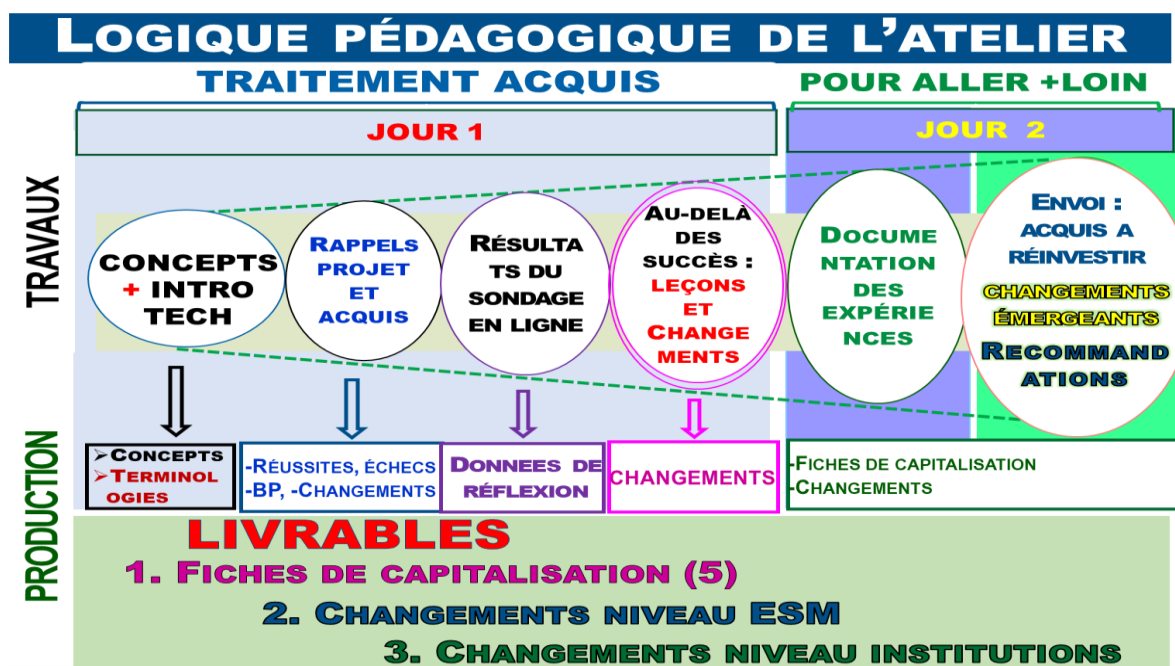 LOGIQUE PÉDAGOGIQUE DE L’ATELIER
TRAITEMENT ACQUIS
POUR ALLER +LOIN
JOUR 1
JOUR 2
TRAVAUX
CONCEPTS
+ INTRO
TECH
RAPPELS
PROJET
ET
ACQUIS
RÉSULTA
TS DU
SONDAGE
EN LIGNE
AU-DELÀ
DES
SUCCÈS :
LEÇONS
ET
CHANGE
MENTS
DOCUME
NTATION
DES
EXPÉRIE
NCES
ENVOI :
ACQUIS A
RÉINVESTIR
CHANGEMENTS
ÉMERGEANTS
RECOMMAND
ATIONS
PRODUCTION
➢CONCEPTS
➢TERMINOL
OGIES
-RÉUSSITES, ÉCHECS
-BP, -CHANGEMENTS
DONNEES DE
RÉFLEXION
CHANGEMENTS
-FICHES DE CAPITALISATION
-CHANGEMENTS
LIVRABLES
1. FICHES DE CAPITALISATION (5)
2. CHANGEMENTS NIVEAU ESM
3. CHANGEMENTS NIVEAU INSTITUTIONS